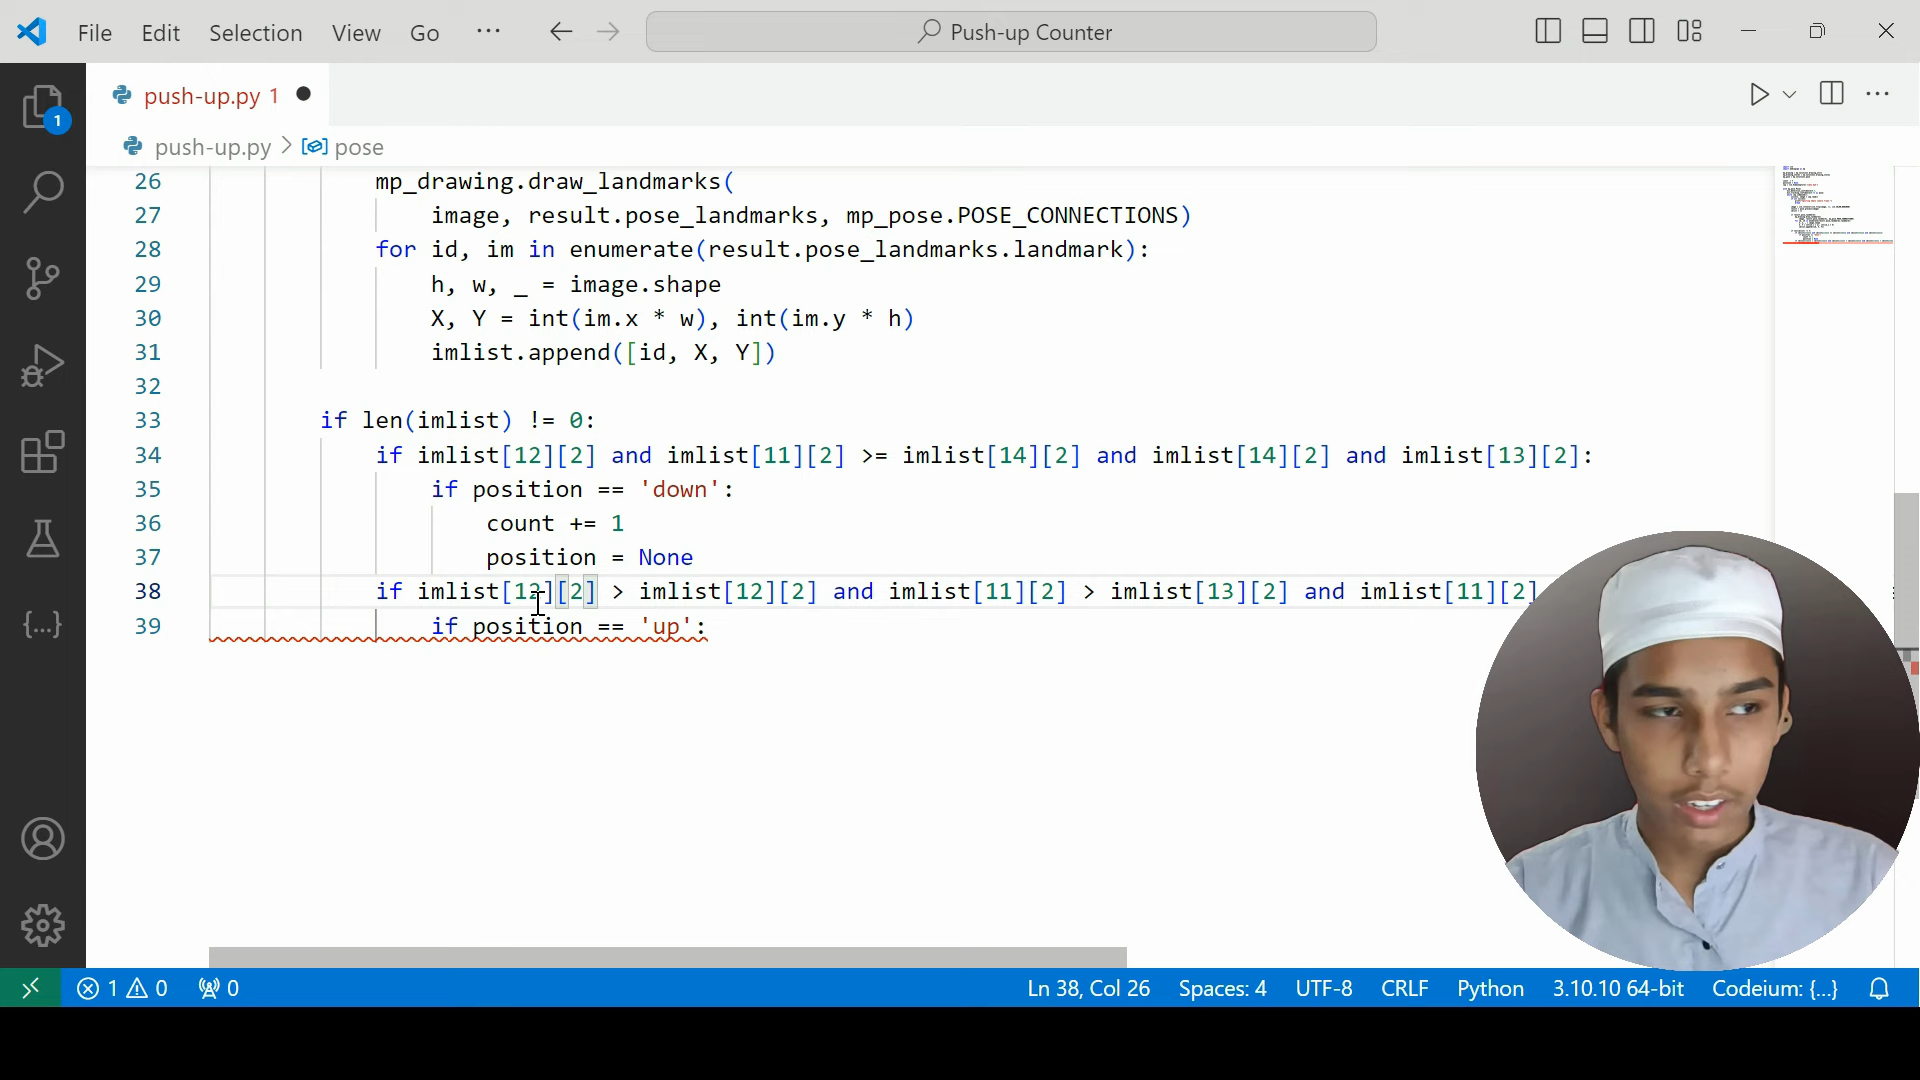 File Edit Selection View Go ··· Push-up Counter
push-up.py 1
push-up.py > pose
1
26 mp_drawing.draw_landmarks(
27 image, result.pose_landmarks, mp_pose.POSE_CONNECTIONS)
28 for id, im in enumerate(result.pose_landmarks.landmark):
29 h, w, _ = image.shape
30 X, Y = int(im.x * w), int(im.y * h)
31 imlist.append([id, X, Y])
32
33 if len(imlist) != 0:
34 if imlist[12][2] and imlist[11][2] >= imlist[14][2] and imlist[14][2] and imlist[13][2]:
35 if position == 'down':
36 count += 1
37 position = None
38 if imlist[12][2] > imlist[12][2] and imlist[11][2] > imlist[13][2] and imlist[11][2]
39 if position == 'up':
1 0 0 Ln 38, Col 26 Spaces: 4 UTF-8 CRLF Python 3.10.10 64-bit Codeium: {...}